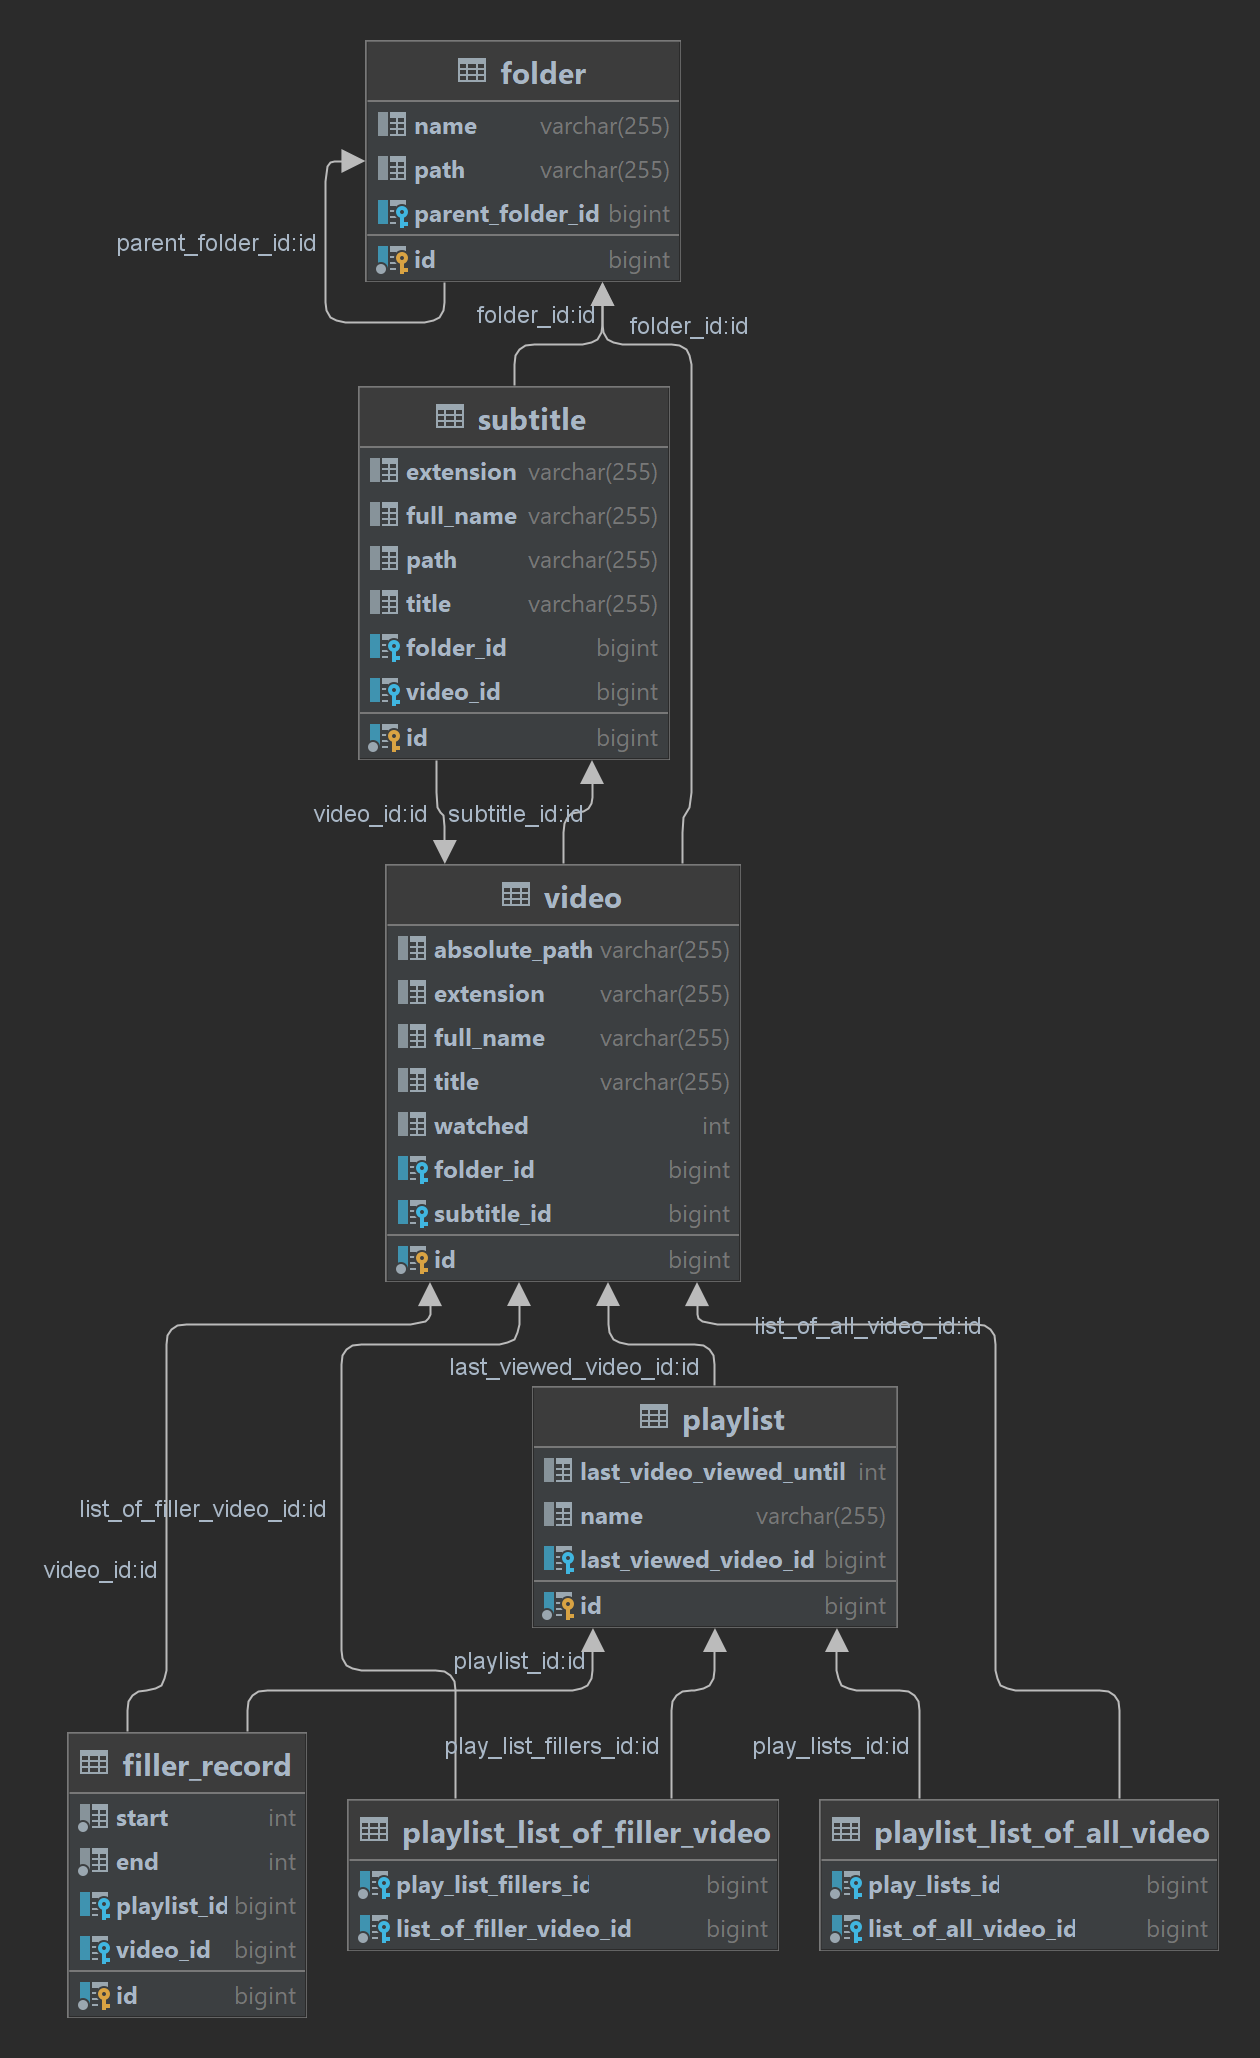 folder
name varchar(255)
path varchar(255)
parent_folder_id bigint
id bigint
parent_folder_id:id
folder_id:id
folder_id:id
subtitle
extension varchar(255)
full_name varchar(255)
path varchar(255)
title varchar(255)
folder_id bigint
video_id bigint
id bigint
video_id:id
subtitle_id:id
video
absolute_path varchar(255)
extension varchar(255)
full_name varchar(255)
title varchar(255)
watched int
folder_id bigint
subtitle_id bigint
id bigint
list_of_all_video_id:id
last_viewed_video_id:id
playlist
last_video_viewed_until int
name varchar(255)
last_viewed_video_id bigint
id bigint
list_of_filler_video_id:id
video_id:id
playlist_id:id
play_list_fillers_id:id
play_lists_id:id
filler_record
start int
end int
playlist_id bigint
video_id bigint
id bigint
playlist_list_of_filler_video
play_list_fillers_id bigint
list_of_filler_video_id bigint
playlist_list_of_all_video
play_lists_id bigint
list_of_all_video_id bigint